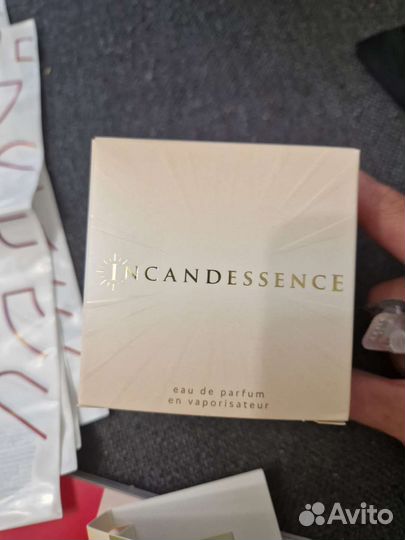 INCANDESSENCE
eau de parfum
en vaporisateur
Avito